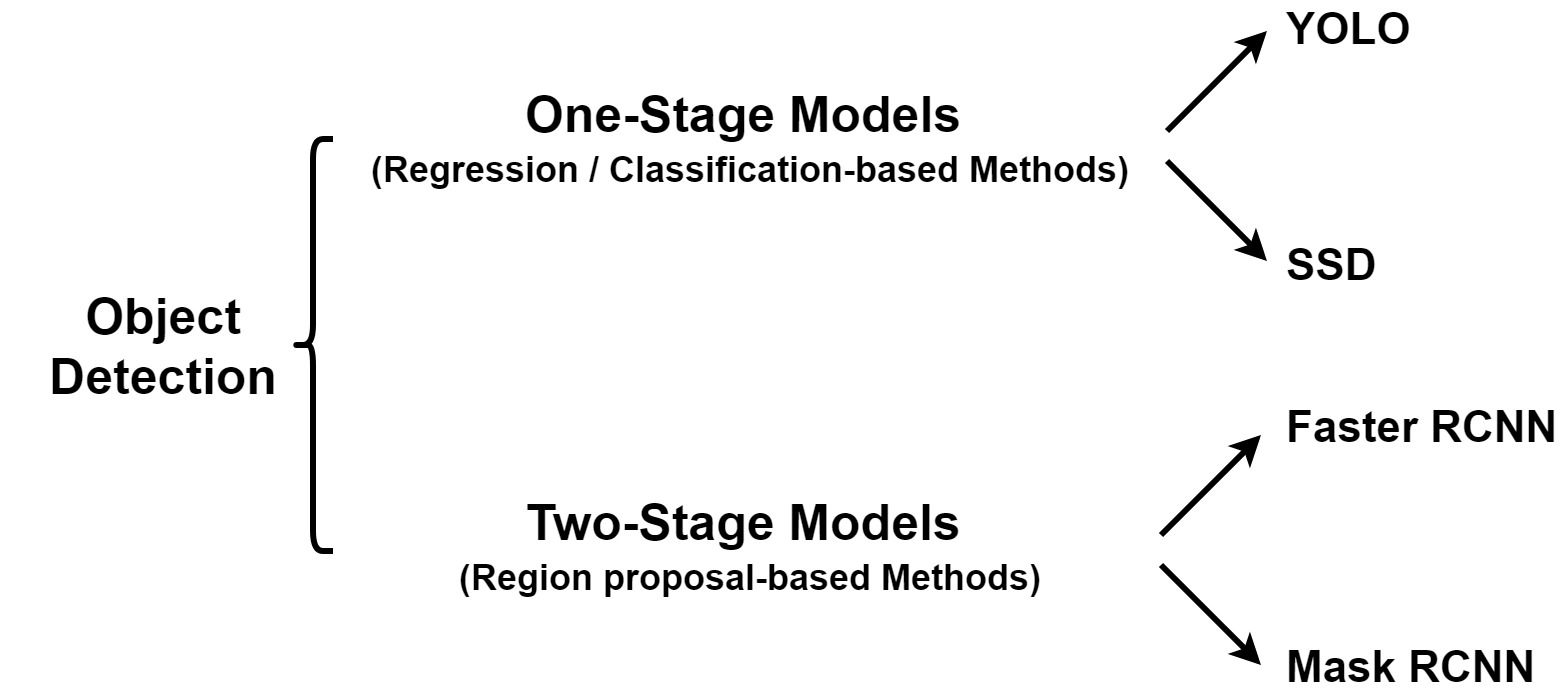 Object
Detection
One-Stage Models
(Regression / Classification-based Methods)
YOLO
SSD
Two-Stage Models
(Region proposal-based Methods)
Faster RCNN
Mask RCNN